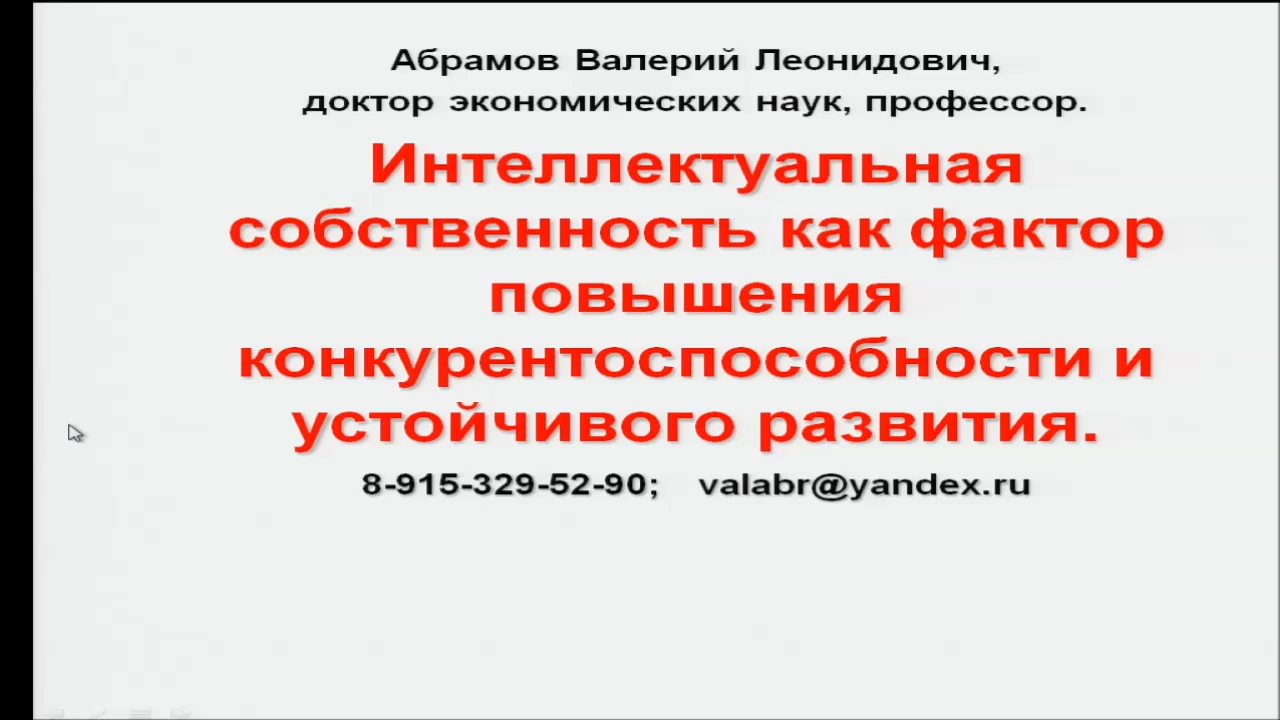 Абрамов Валерий Леонидович,
доктор экономических наук, профессор.
Интеллектуальная
собственность как фактор
повышения
конкурентоспособности и
устойчивого развития.
8-915-329-52-90; valabr@yandex.ru